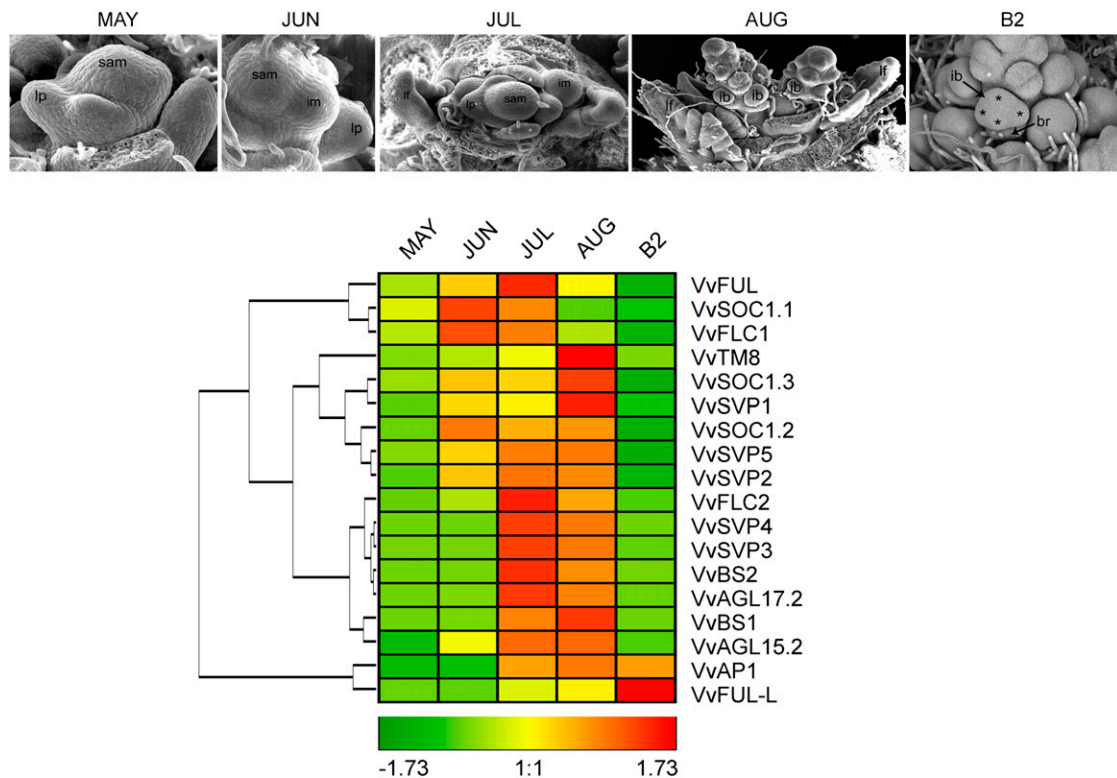 MAY JUN JUL AUG B2
sam
lp
sam
im
lp
lf
lp
sam
im
lf
ib
ib
ib
lf
ib
br
* * * *
MAY JUN JUL AUG B2
VvFUL
VvSOC1.1
VvFLC1
VvTM8
VvSOC1.3
VvSVP1
VvSOC1.2
VvSVP5
VvSVP2
VvFLC2
VvSVP4
VvSVP3
VvBS2
VvAGL17.2
VvBS1
VvAGL15.2
VvAP1
VvFUL-L
-1.73 1:1 1.73